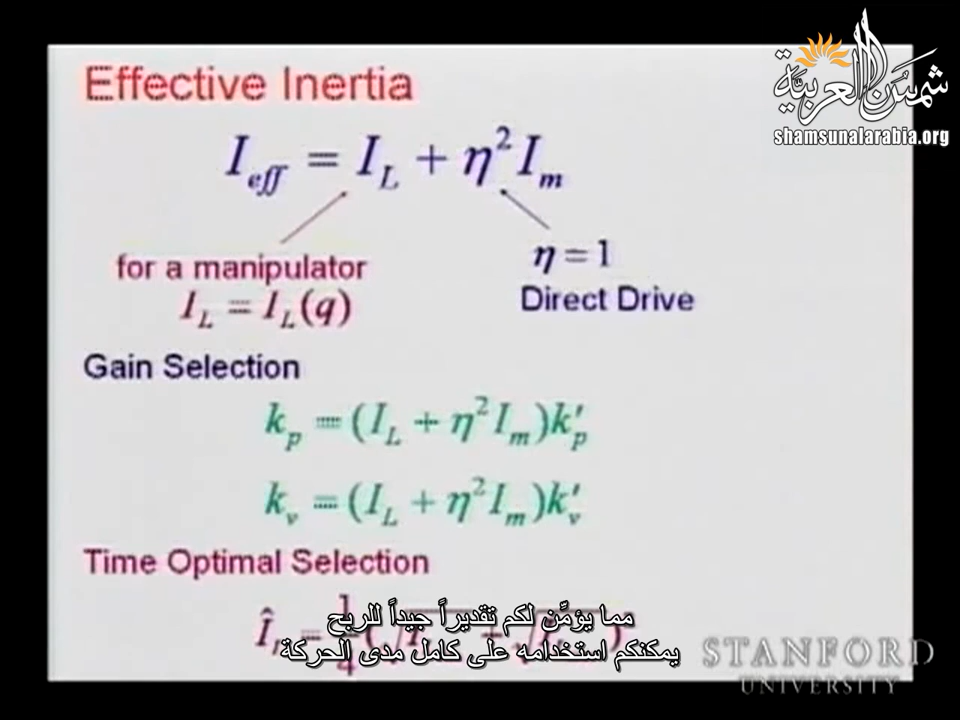 شمس العربية
shamsunalarabia.org
Effective Inertia
I_eff = I_L + η² I_m
for a manipulator
I_L = I_L(q)
η = 1
Direct Drive
Gain Selection
k_p = (I_L + η² I_m)k′_p
k_v = (I_L + η² I_m)k′_v
Time Optimal Selection
مما يؤمِّن لكم تقديراً جيداً للربح
يمكنكم استخدامه على كامل مدى الحركة
STANFORD
UNIVERSITY